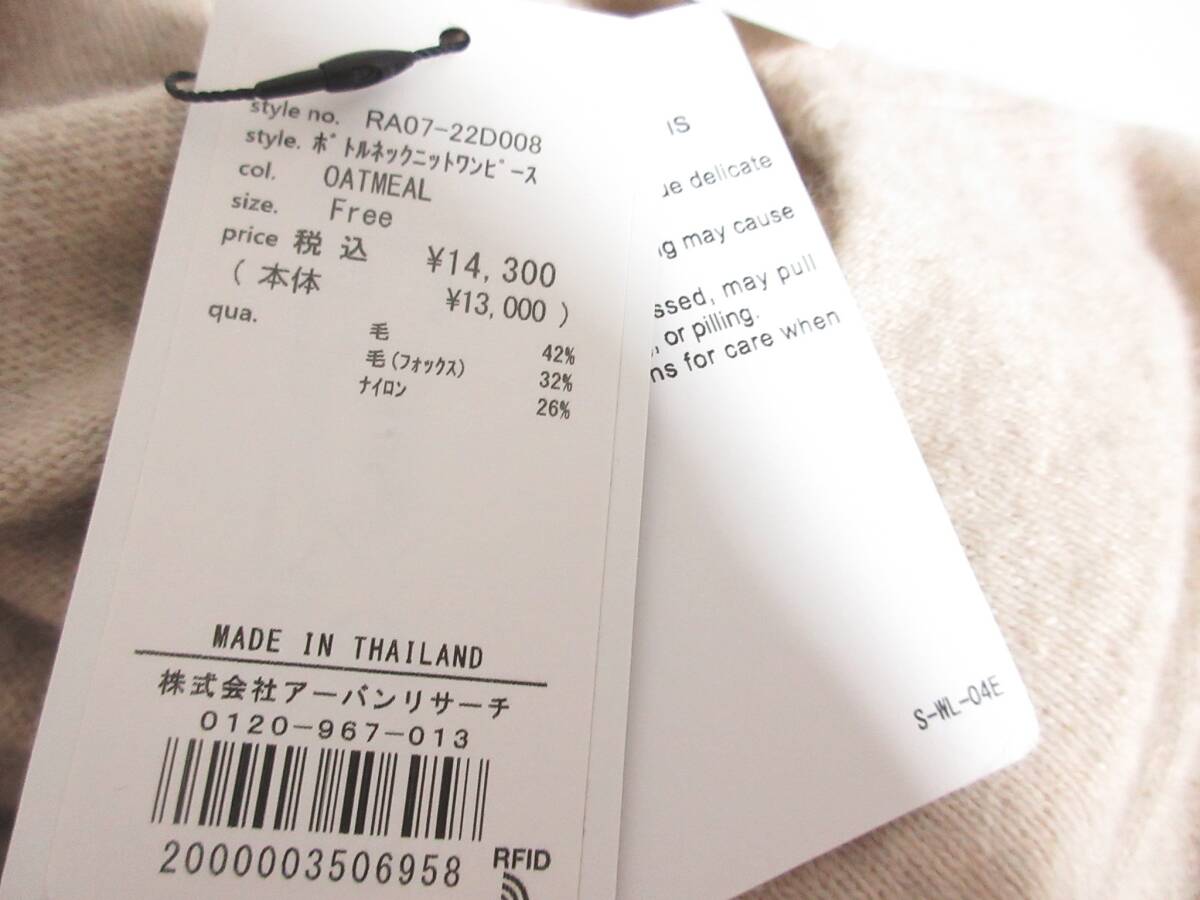 style no. RA07-22D008
style. ﾎﾞﾄﾙﾈｯｸﾆｯﾄﾜﾝﾋﾟｰｽ
col. OATMEAL
size. Free
price 税込 ¥14,300
(本体 ¥13,000)
qua.
毛 42%
毛(ﾌｫｯｸｽ) 32%
ﾅｲﾛﾝ 26%
MADE IN THAILAND
株式会社アーバンリサーチ
0120-967-013
2000003506958
RFID
delicate
may cause
may pull
or pilling.
for care when
S-WL-04E